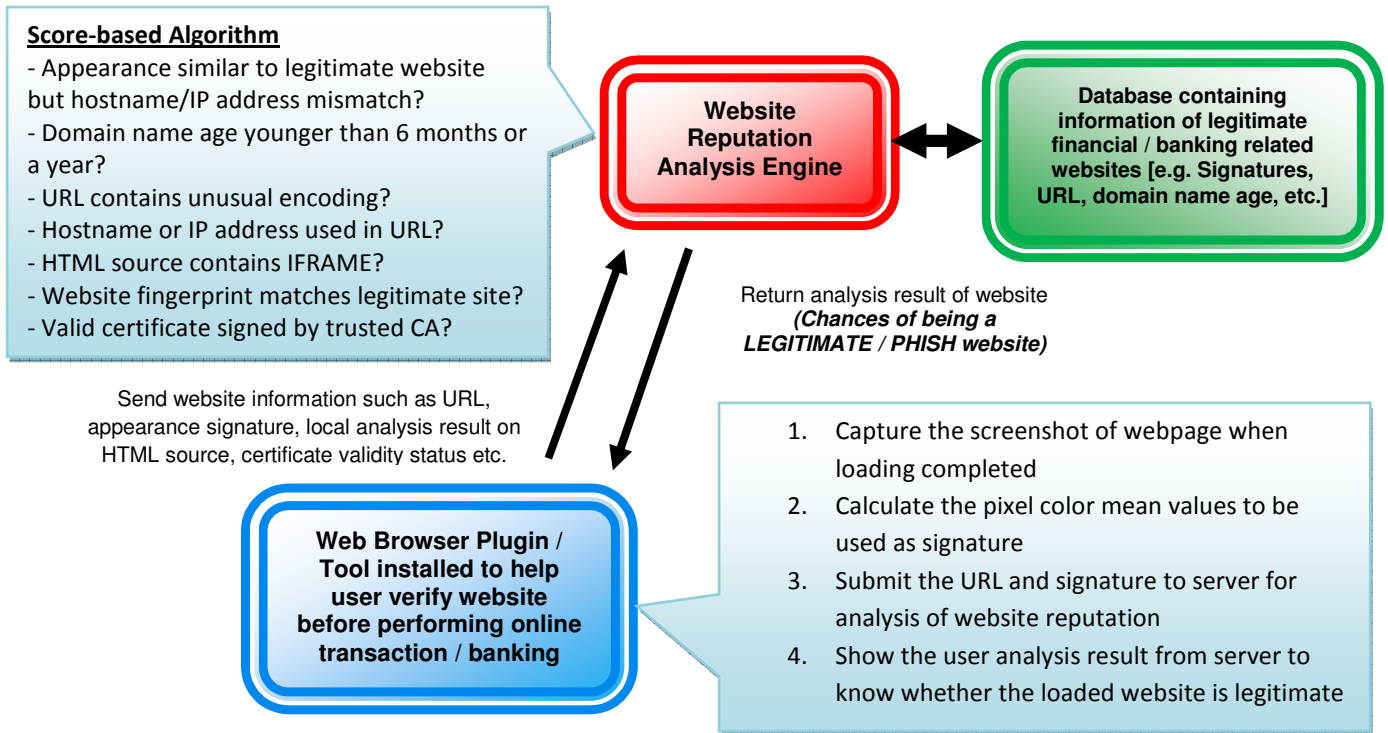 Score-based Algorithm
- Appearance similar to legitimate website
but hostname/IP address mismatch?
- Domain name age younger than 6 months or
a year?
- URL contains unusual encoding?
- Hostname or IP address used in URL?
- HTML source contains IFRAME?
- Website fingerprint matches legitimate site?
- Valid certificate signed by trusted CA?
Website
Reputation
Analysis Engine
Database containing
information of legitimate
financial / banking related
websites [e.g. Signatures,
URL, domain name age, etc.]
Return analysis result of website
(Chances of being a
LEGITIMATE / PHISH website)
Send website information such as URL,
appearance signature, local analysis result on
HTML source, certificate validity status etc.
Web Browser Plugin /
Tool installed to help
user verify website
before performing online
transaction / banking
1. Capture the screenshot of webpage when
loading completed
2. Calculate the pixel color mean values to be
used as signature
3. Submit the URL and signature to server for
analysis of website reputation
4. Show the user analysis result from server to
know whether the loaded website is legitimate